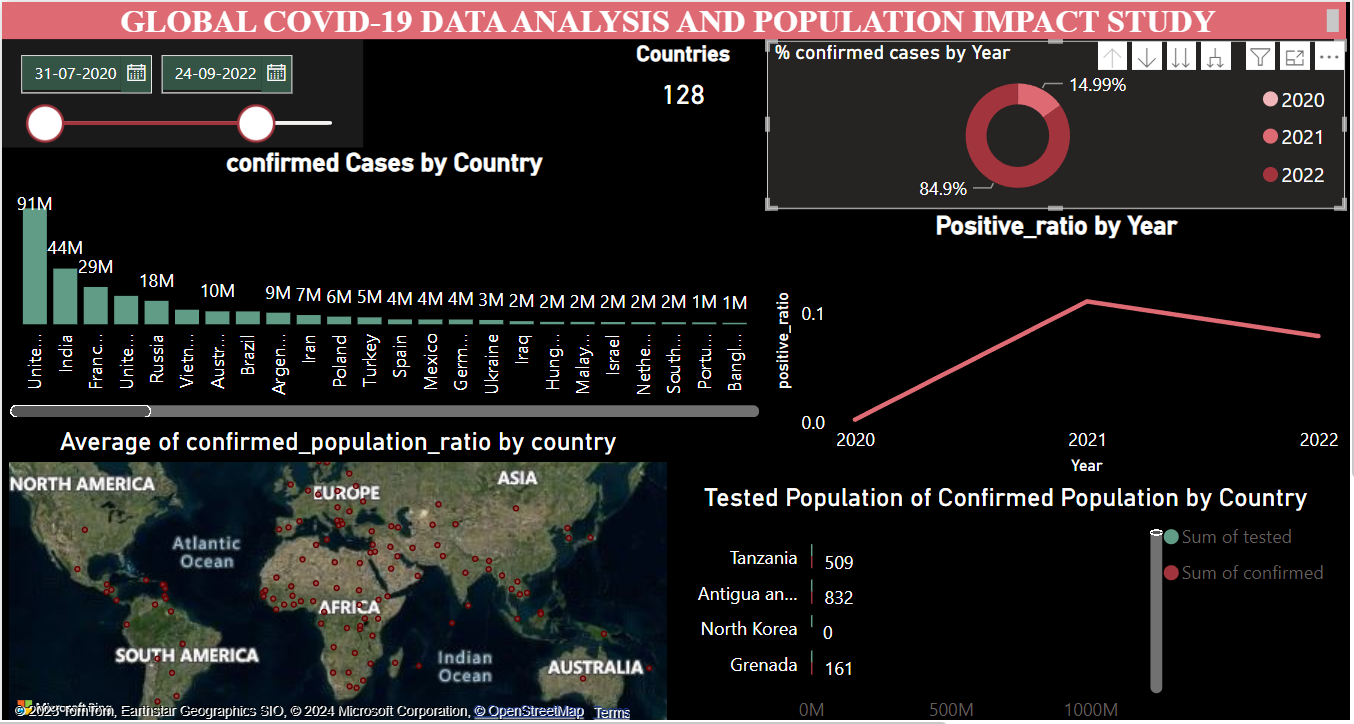 GLOBAL COVID-19 DATA ANALYSIS AND POPULATION IMPACT STUDY
31-07-2020
24-09-2022
Countries
128
% confirmed cases by Year
14.99%
84.9%
2020
2021
2022
confirmed Cases by Country
91M
44M
29M
18M
10M
9M
7M
6M
5M
4M
4M
4M
3M
2M
2M
2M
2M
2M
2M
1M
1M
Unite...
India
Franc...
Unite...
Russia
Vietn...
Austr...
Brazil
Argen...
Iran
Poland
Turkey
Spain
Mexico
Germ...
Ukraine
Iraq
Hung...
Malay...
Israel
Nethe...
South...
Portu...
Bangl...
Positive_ratio by Year
positive_ratio
0.1
0.0
2020
2021
2022
Year
Average of confirmed_population_ratio by country
NORTH AMERICA
EUROPE
ASIA
Atlantic
Ocean
AFRICA
SOUTH AMERICA
Indian
Ocean
AUSTRALIA
© 2023 TomTom, Earthstar Geographics SIO, © 2024 Microsoft Corporation, © OpenStreetMap Terms
Tested Population of Confirmed Population by Country
Sum of tested
Sum of confirmed
Tanzania 509
Antigua an... 832
North Korea 0
Grenada 161
0M 500M 1000M